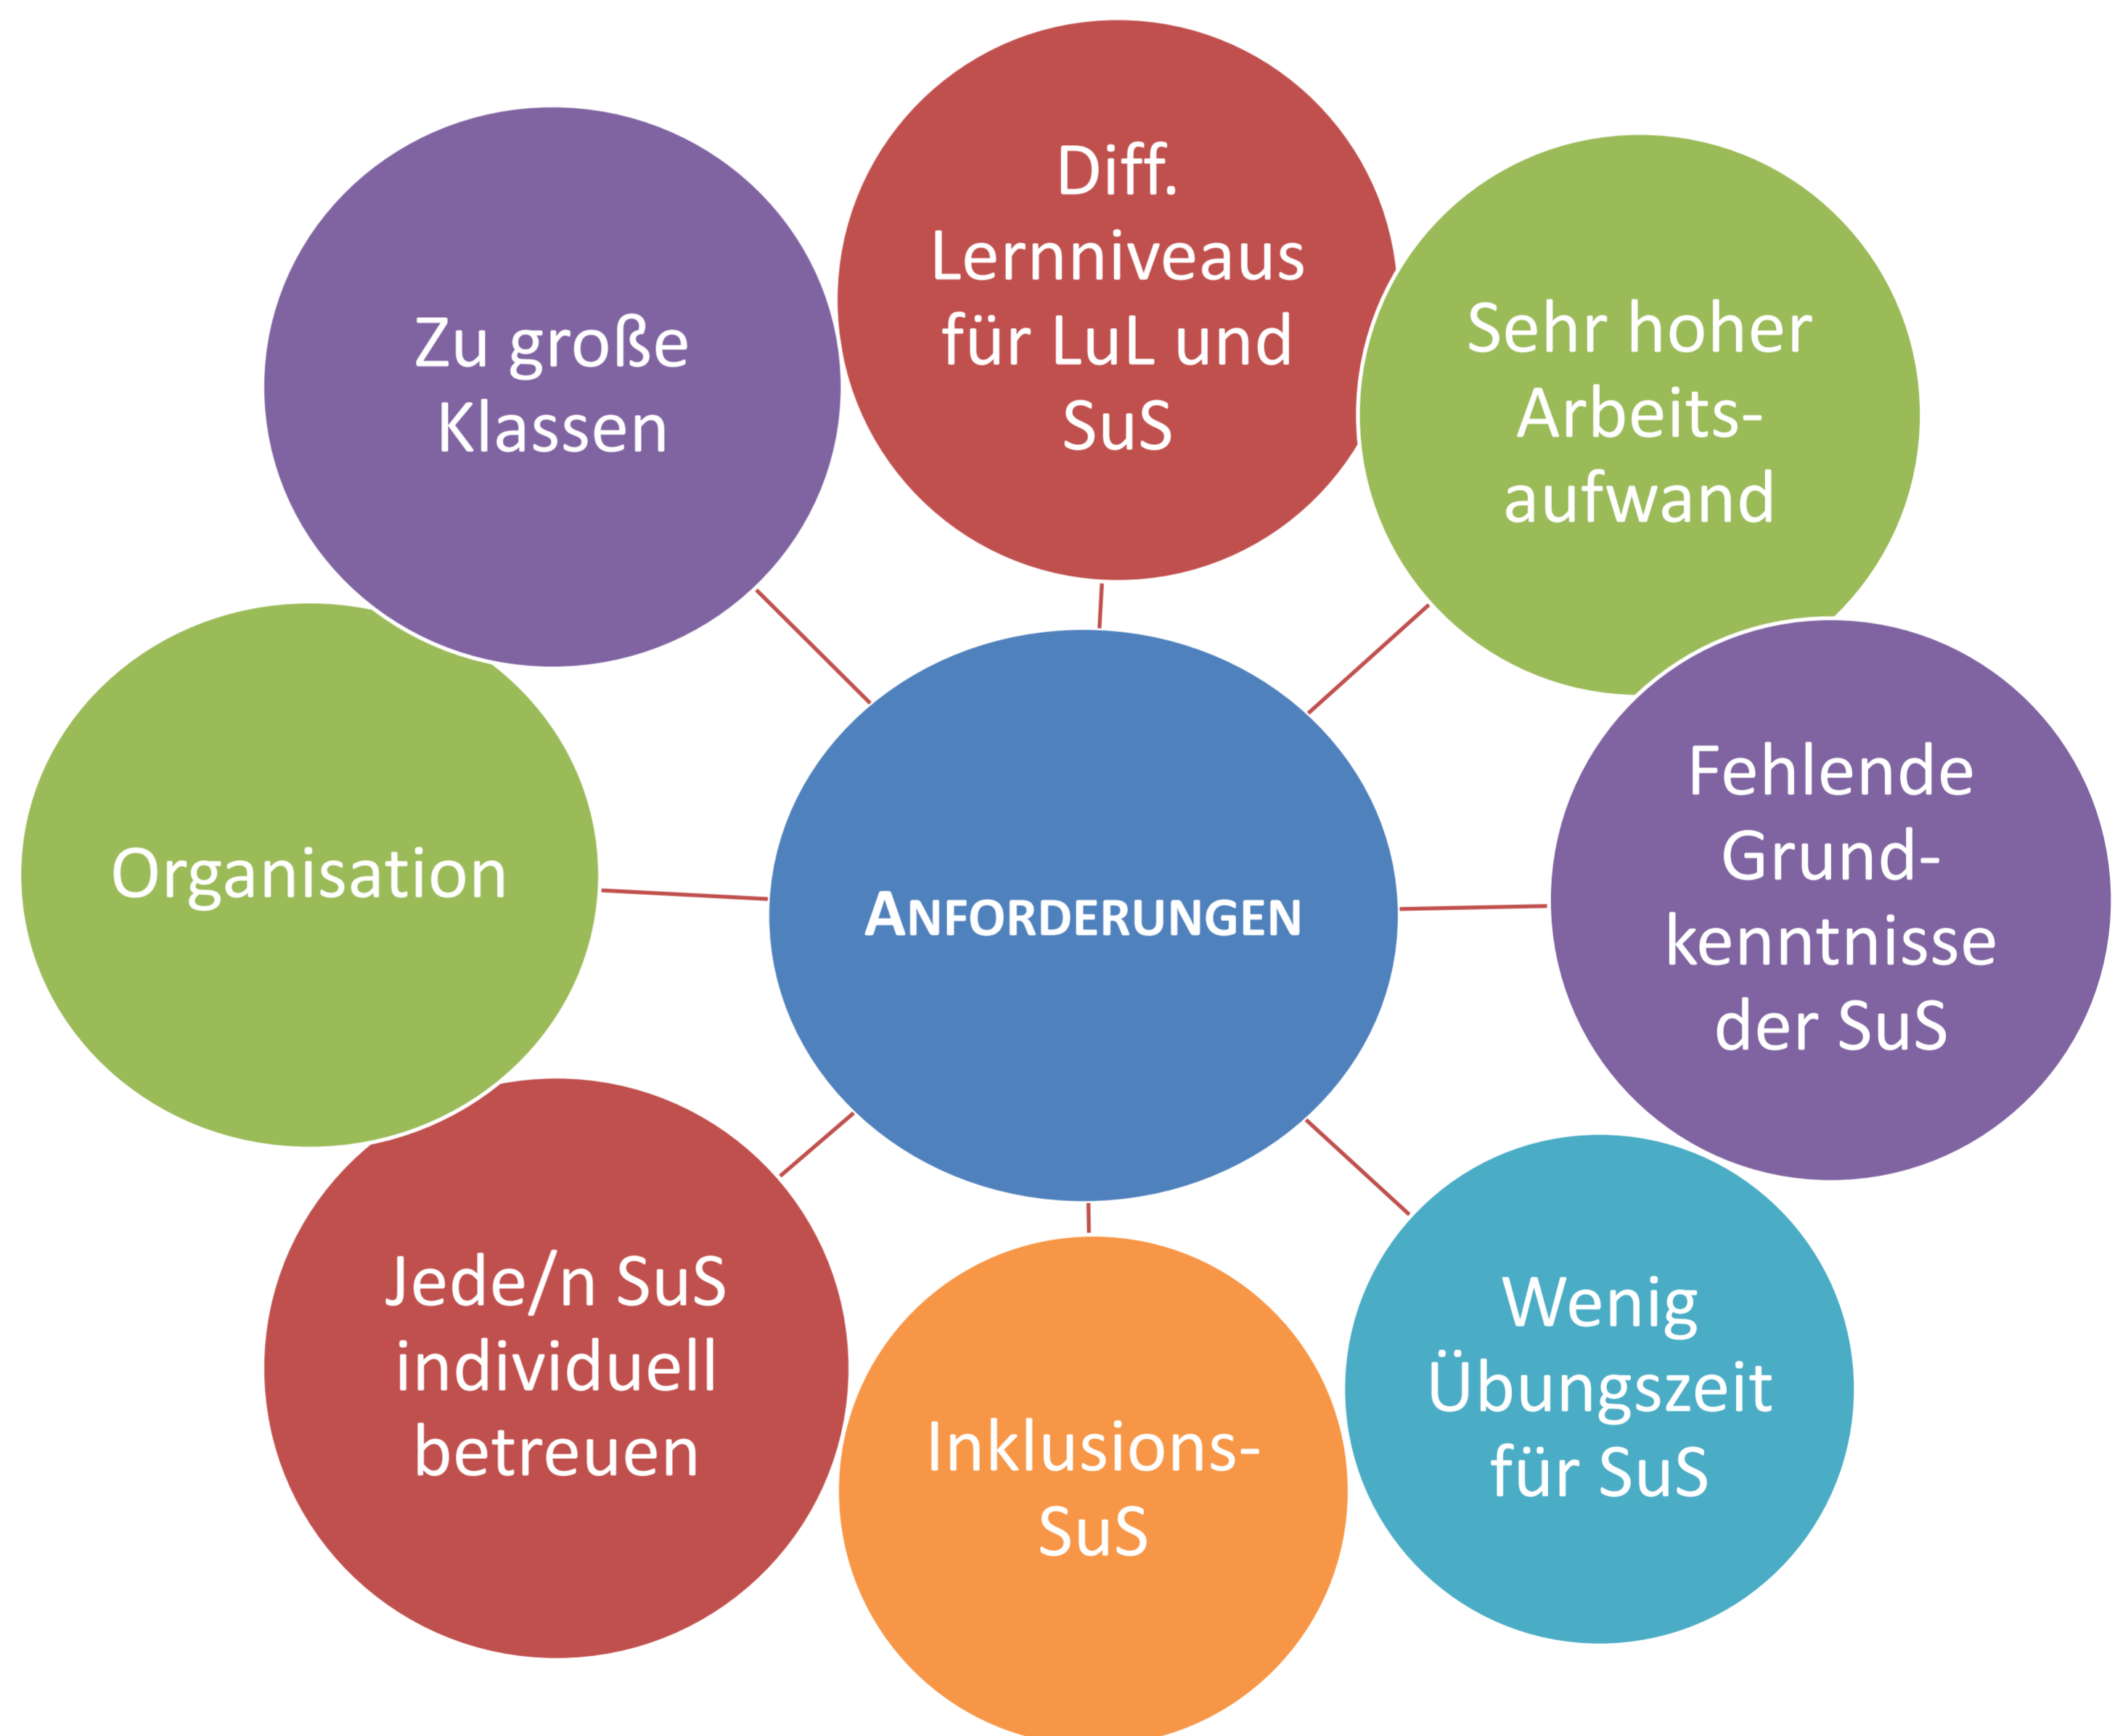 Diff.
Lernniveaus
für LuL und
SuS
Sehr hoher
Arbeits-
aufwand
Fehlende
Grund-
kenntnisse
der SuS
Wenig
Übungszeit
für SuS
Inklusions-
SuS
Jede/n SuS
individuell
betreuen
Organisation
Zu große
Klassen
ANFORDERUNGEN